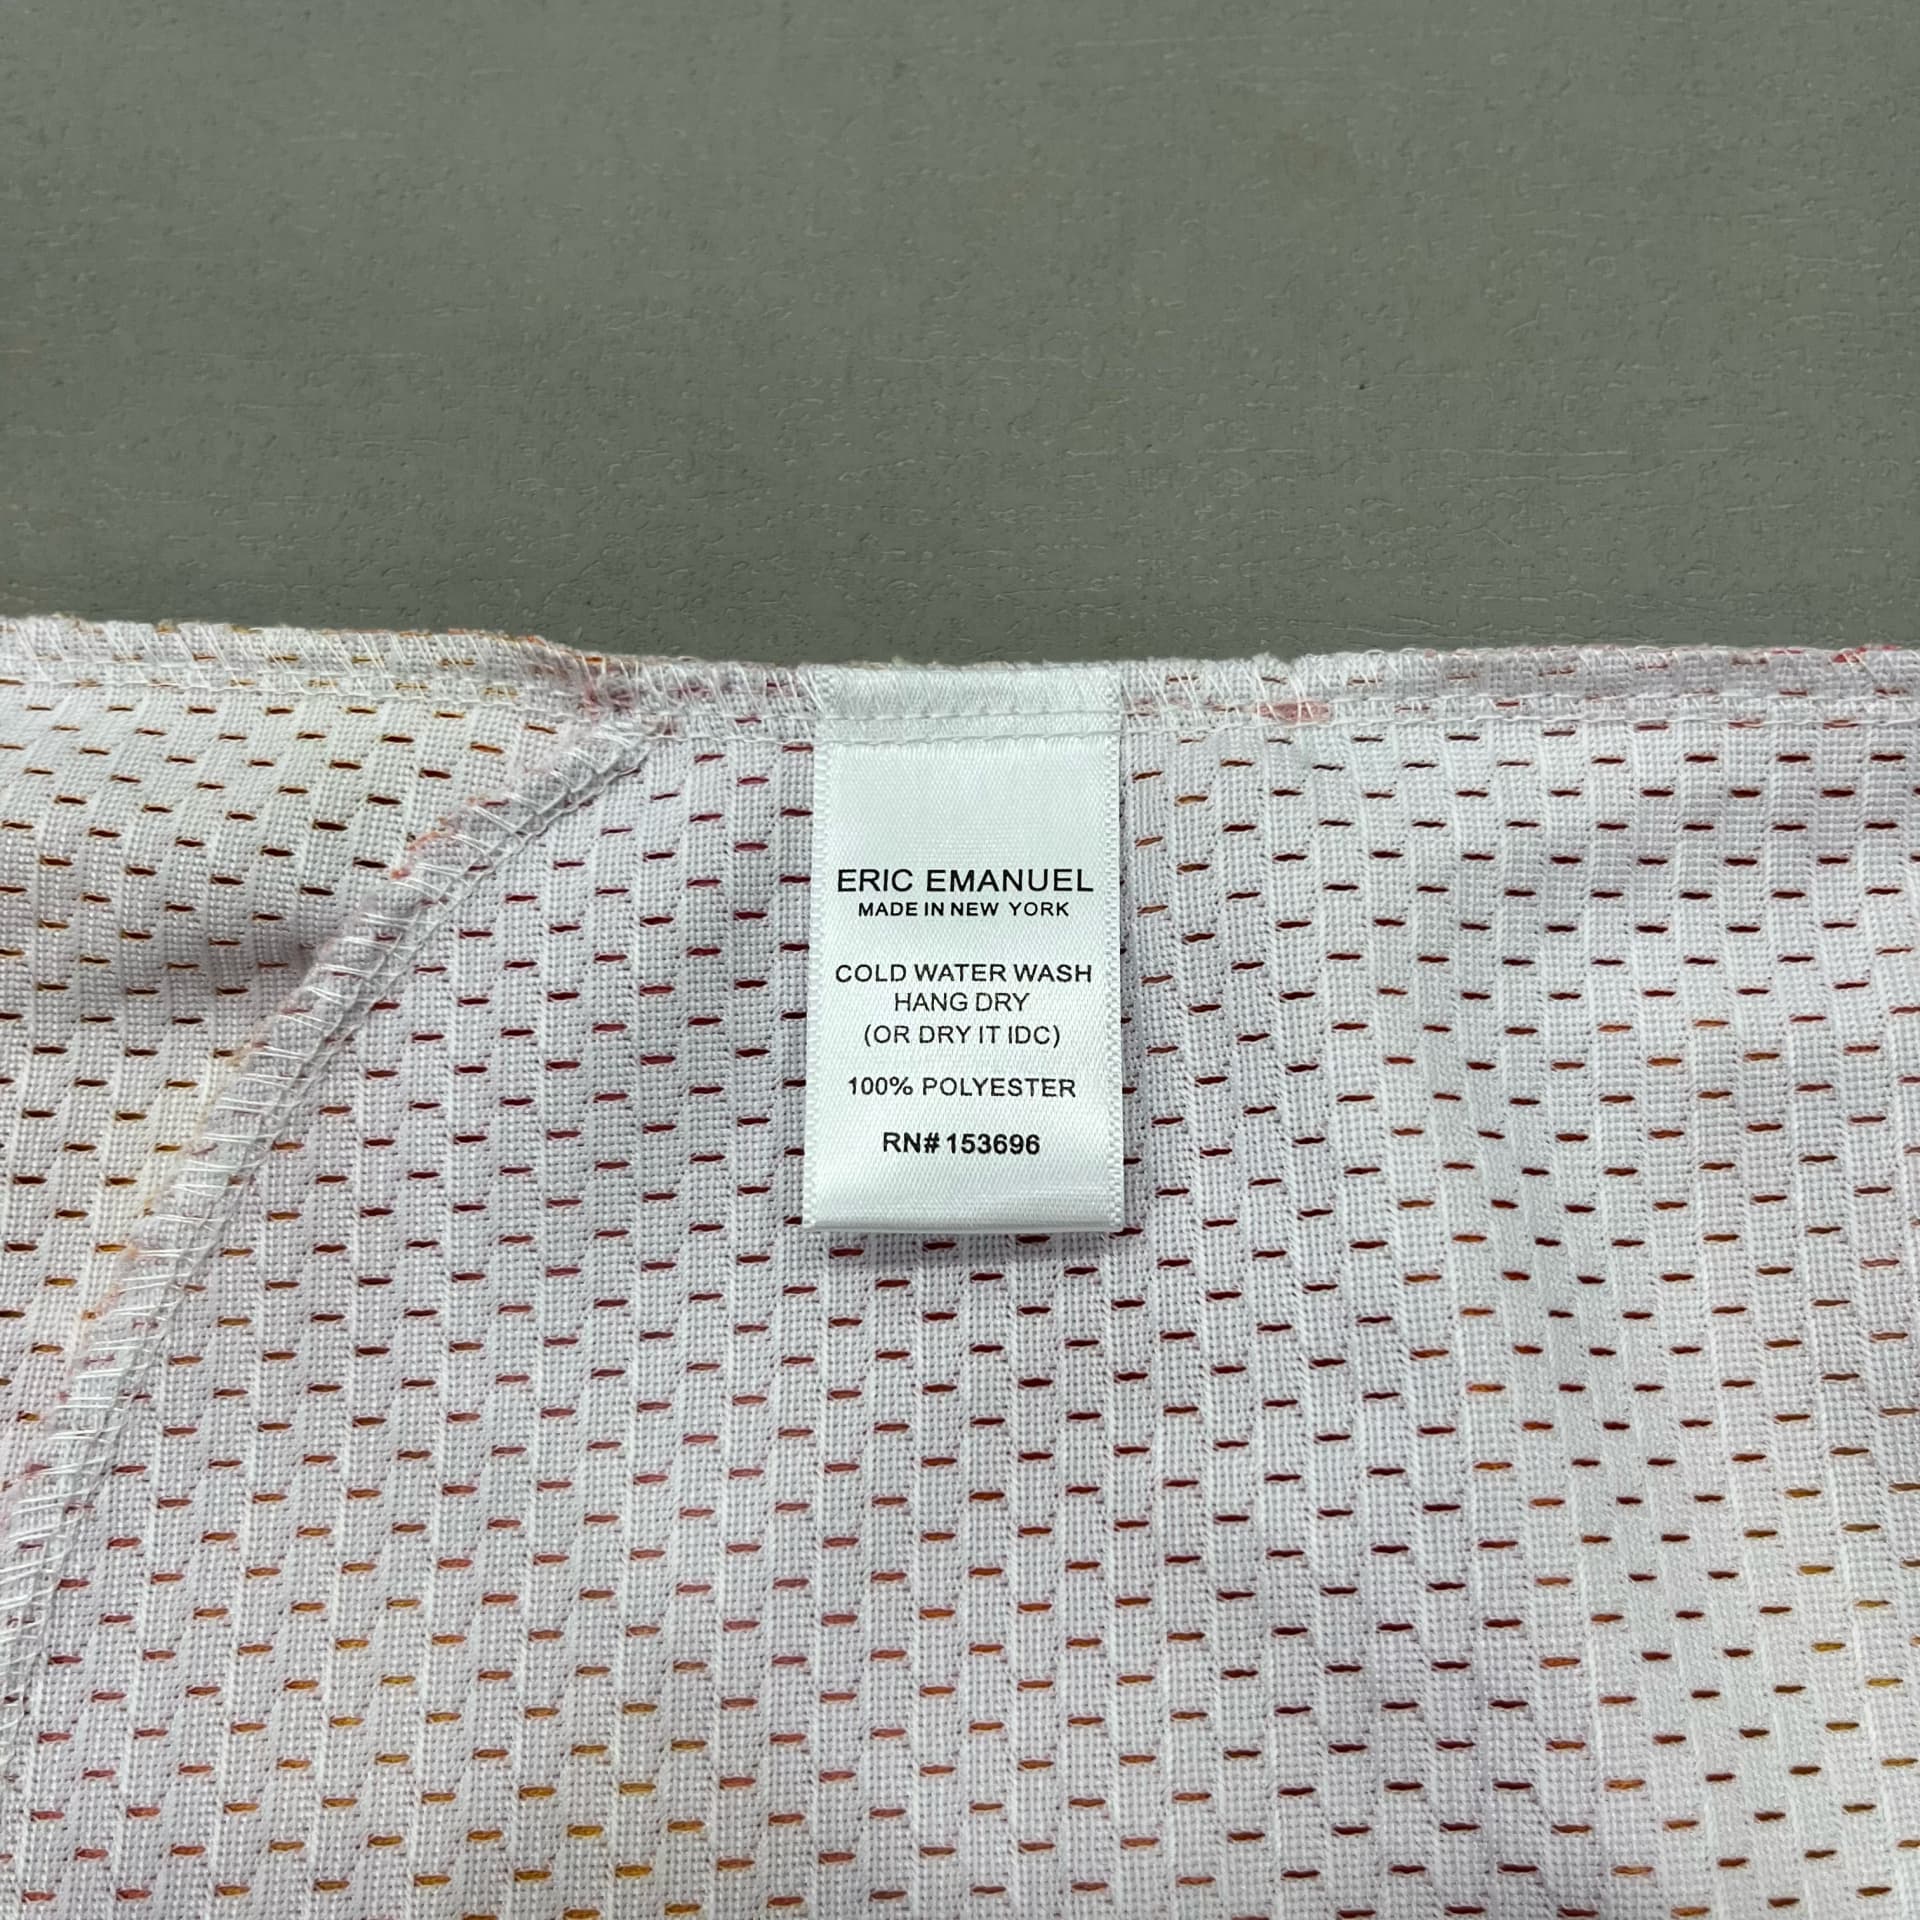 ERIC EMANUEL
MADE IN NEW YORK
COLD WATER WASH
HANG DRY
(OR DRY IT IDC)
100% POLYESTER
RN# 153696